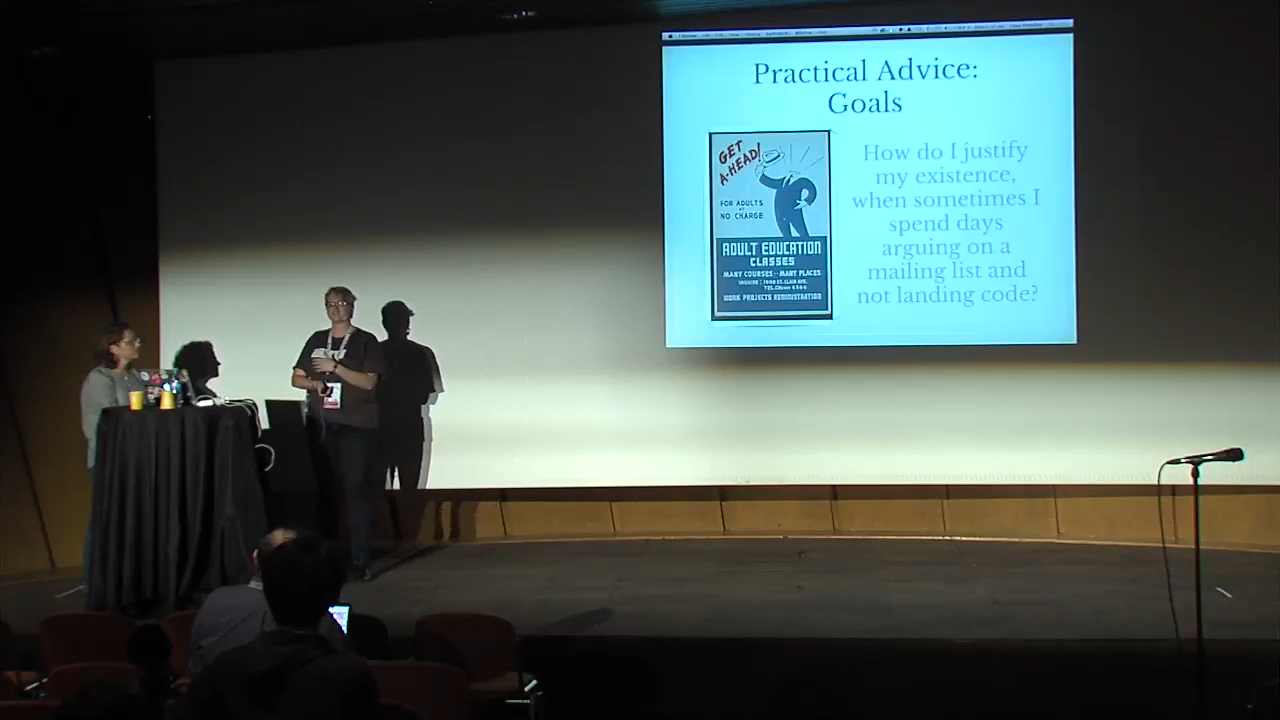 Practical Advice:
Goals
GET
A-HEAD!
FOR ADULTS
AT
NO CHARGE
ADULT EDUCATION
CLASSES
MANY COURSES - MANY PLACES
WORK PROJECTS ADMINISTRATION
How do I justify
my existence,
when sometimes I
spend days
arguing on a
mailing list and
not landing code?